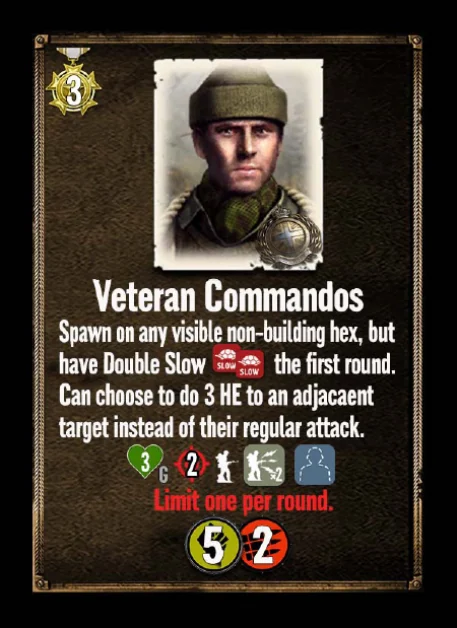 3
Veteran Commandos
Spawn on any visible non-building hex, but
have Double Slow SLOW SLOW the first round.
Can choose to do 3 HE to an adjacaent
target instead of their regular attack.
3 G 2 2
Limit one per round.
5 2